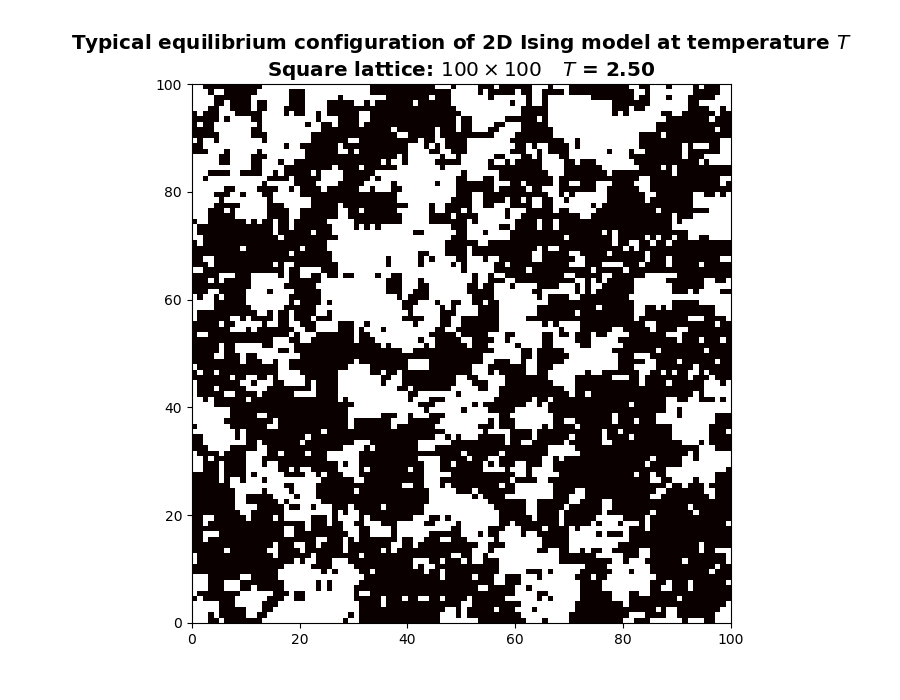 Typical equilibrium configuration of 2D Ising model at temperature T
Square lattice: 100 × 100 T = 2.50
100
80
60
40
20
0
0 20 40 60 80 100